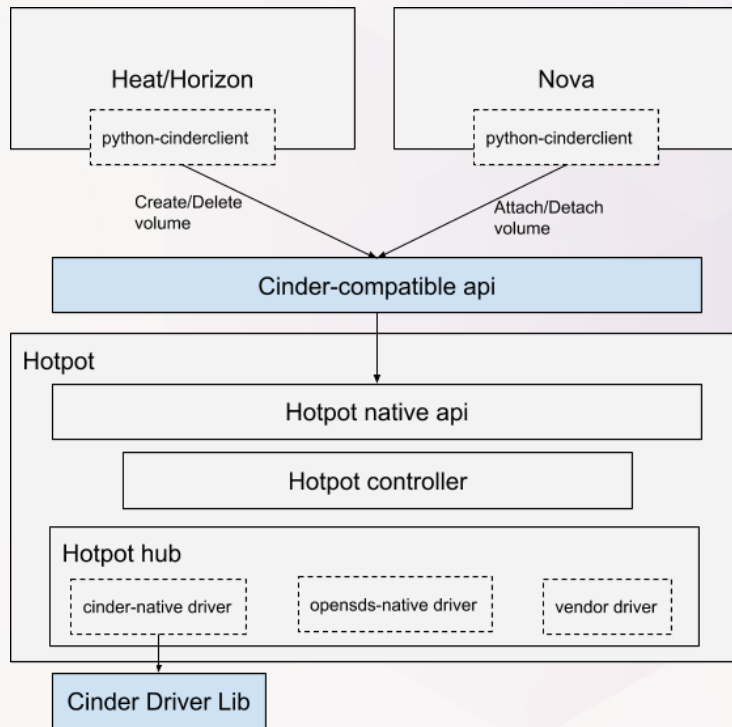 Heat/Horizon
python-cinderclient
Nova
python-cinderclient
Create/Delete
volume
Attach/Detach
volume
Cinder-compatible api
Hotpot
Hotpot native api
Hotpot controller
Hotpot hub
cinder-native driver
opensds-native driver
vendor driver
Cinder Driver Lib